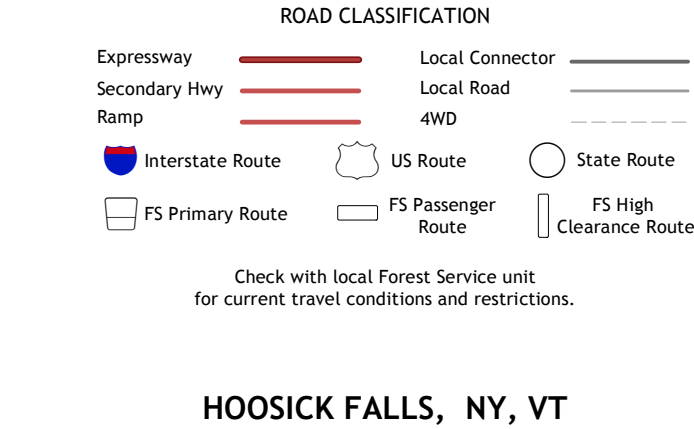 ROAD CLASSIFICATION
Expressway
Local Connector
Secondary Hwy
Local Road
Ramp
4WD
Interstate Route
US Route
State Route
FS Primary Route
FS Passenger
Route
FS High
Clearance Route
Check with local Forest Service unit
for current travel conditions and restrictions.
HOOSICK FALLS, NY, VT